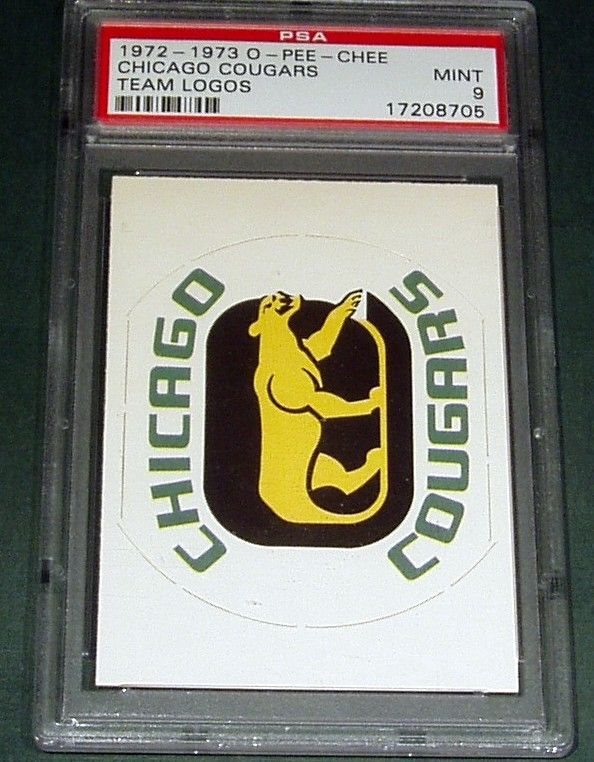 PSA
1972-1973 O-PEE-CHEE
CHICAGO COUGARS MINT
TEAM LOGOS 9
17208705
CHICAGO
COUGARS